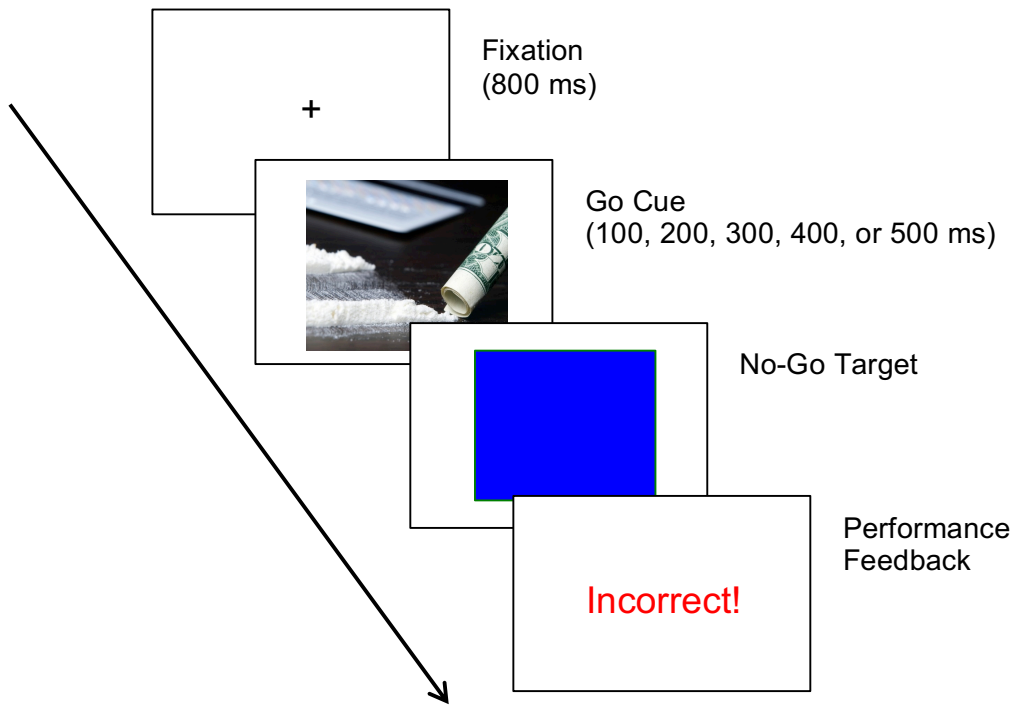 Fixation
(800 ms)
+
Go Cue
(100, 200, 300, 400, or 500 ms)
No-Go Target
Performance
Feedback
Incorrect!